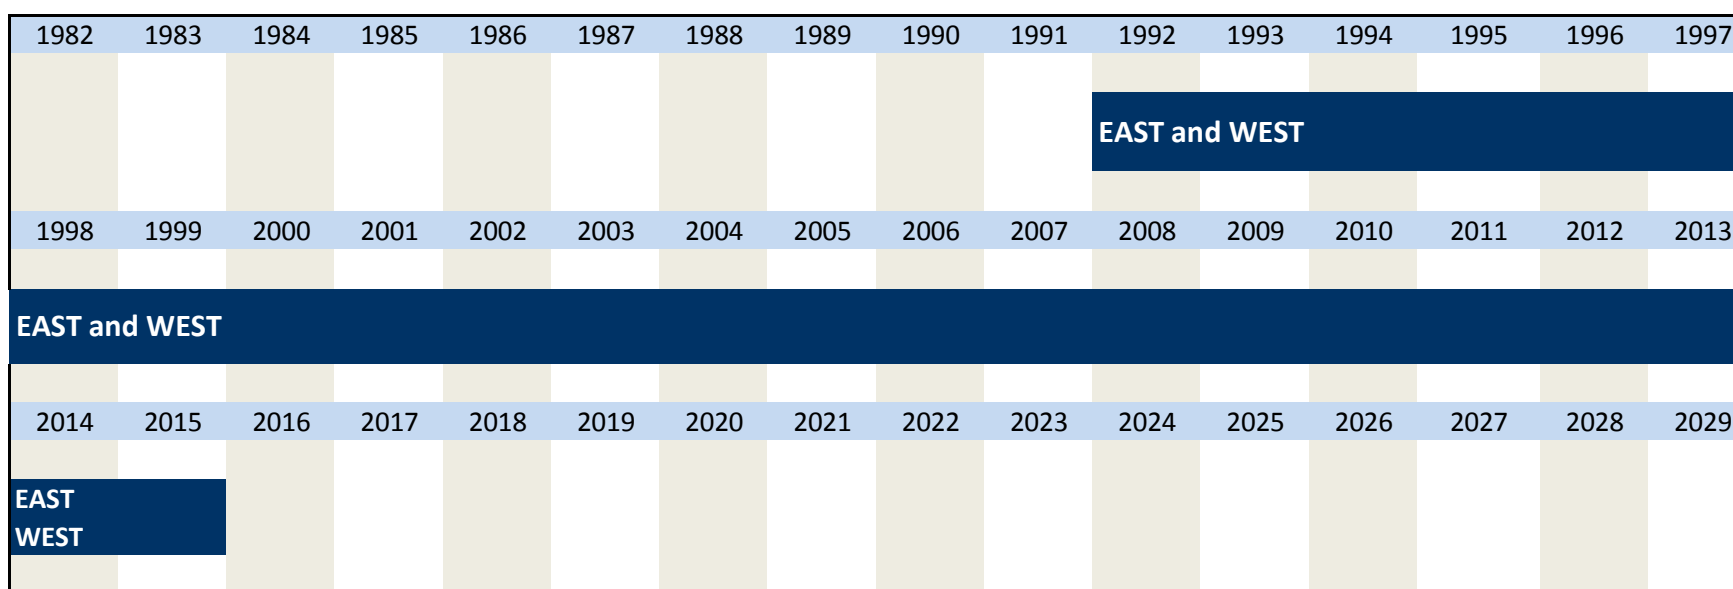 1982 1983 1984 1985 1986 1987 1988 1989 1990 1991 1992 1993 1994 1995 1996 1997
EAST and WEST
1998 1999 2000 2001 2002 2003 2004 2005 2006 2007 2008 2009 2010 2011 2012 2013
EAST and WEST
2014 2015 2016 2017 2018 2019 2020 2021 2022 2023 2024 2025 2026 2027 2028 2029
EAST
WEST